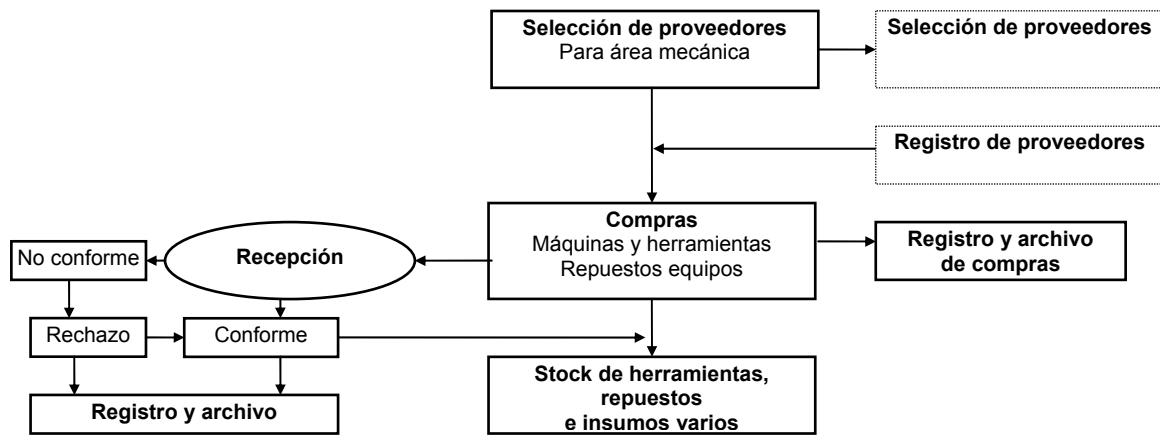 Selección de proveedores
Para área mecánica
Selección de proveedores
Registro de proveedores
Compras
Máquinas y herramientas
Repuestos equipos
Registro y archivo
de compras
Recepción
No conforme
Rechazo
Conforme
Registro y archivo
Stock de herramientas,
repuestos
e insumos varios